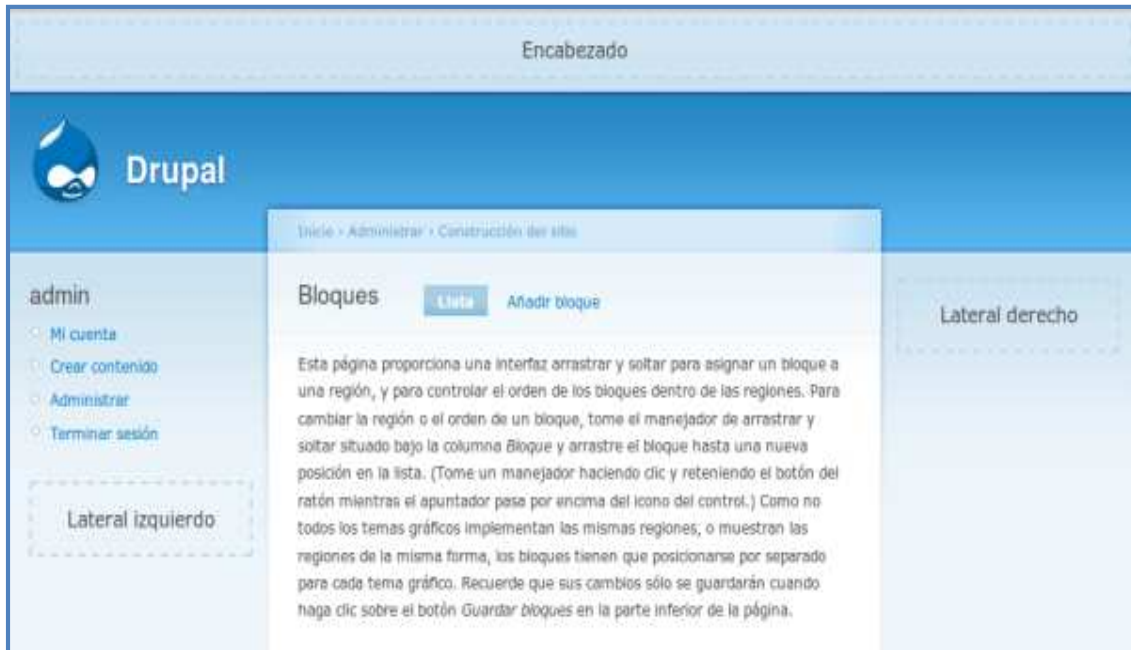 Encabezado
Drupal
Inicio › Administrar › Construcción del sitio
admin
Mi cuenta
Crear contenido
Administrar
Terminar sesión
Lateral izquierdo
Bloques
Lista
Añadir bloque
Esta página proporciona una interfaz arrastrar y soltar para asignar un bloque a
una región, y para controlar el orden de los bloques dentro de las regiones. Para
cambiar la región o el orden de un bloque, tome el manejador de arrastrar y
soltar situado bajo la columna Bloque y arrastre el bloque hasta una nueva
posición en la lista. (Tome un manejador haciendo clic y reteniendo el botón del
ratón mientras el apuntador pasa por encima del icono del control.) Como no
todos los temas gráficos implementan las mismas regiones, o muestran las
regiones de la misma forma, los bloques tienen que posicionarse por separado
para cada tema gráfico. Recuerde que sus cambios sólo se guardarán cuando
haga clic sobre el botón Guardar bloques en la parte inferior de la página.
Lateral derecho